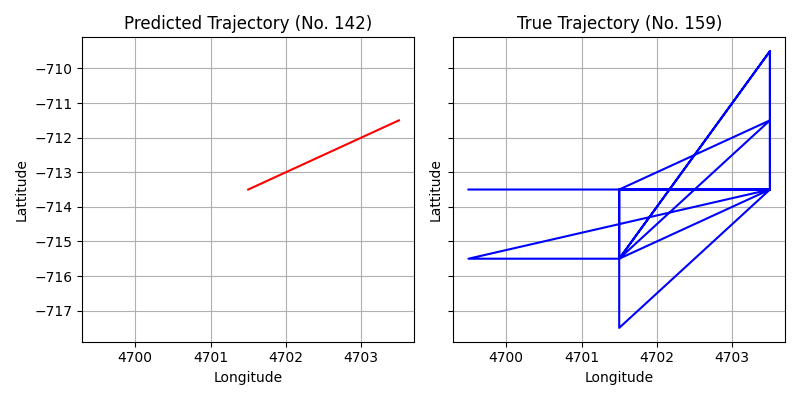 Predicted Trajectory (No. 142)
True Trajectory (No. 159)
−710
−711
−712
−713
−714
−715
−716
−717
Lattitude
Lattitude
4700 4701 4702 4703
4700 4701 4702 4703
Longitude
Longitude